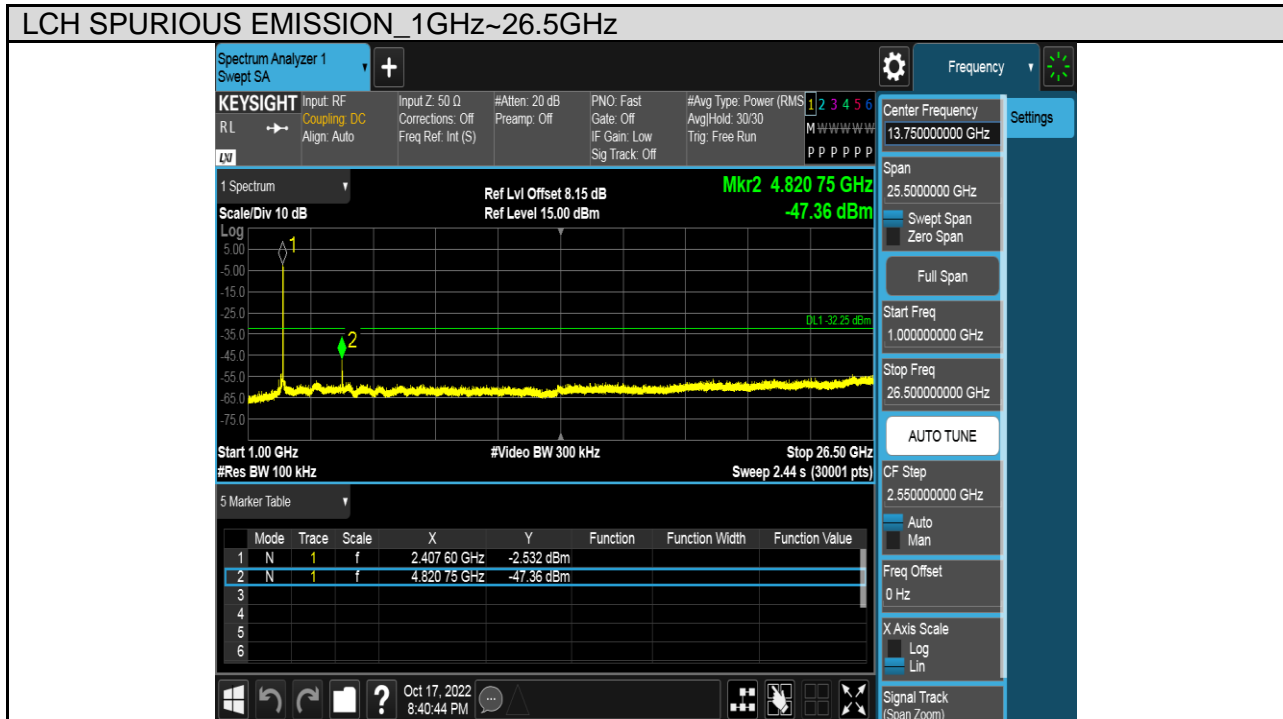 LCH SPURIOUS EMISSION_1GHz~26.5GHz
Spectrum Analyzer 1
Swept SA
+
Frequency
KEYSIGHT
RL
LXI
Input: RF
Coupling: DC
Align: Auto
Input Z: 50 Ω
Corrections: Off
Freq Ref: Int (S)
#Atten: 20 dB
Preamp: Off
PNO: Fast
Gate: Off
IF Gain: Low
Sig Track: Off
#Avg Type: Power (RMS
Avg|Hold: 30/30
Trig: Free Run
1 2 3 4 5 6
M W W W W W
P P P P P P
1 Spectrum
Scale/Div 10 dB
Ref Lvl Offset 8.15 dB
Ref Level 15.00 dBm
Mkr2 4.820 75 GHz
-47.36 dBm
Log
5.00
-5.00
-15.0
-25.0
-35.0
-45.0
-55.0
-65.0
-75.0
1
2
DL1 -32.25 dBm
Start 1.00 GHz
#Video BW 300 kHz
Stop 26.50 GHz
#Res BW 100 kHz
Sweep 2.44 s (30001 pts)
5 Marker Table
Mode Trace Scale X Y Function Function Width Function Value
1 N 1 f 2.407 60 GHz -2.532 dBm
2 N 1 f 4.820 75 GHz -47.36 dBm
3
4
5
6
?
Oct 17, 2022
8:40:44 PM
Center Frequency
13.75000000 GHz
Settings
Span
25.5000000 GHz
Swept Span
Zero Span
Full Span
Start Freq
1.000000000 GHz
Stop Freq
26.500000000 GHz
AUTO TUNE
CF Step
2.550000000 GHz
Auto
Man
Freq Offset
0 Hz
X Axis Scale
Log
Lin
Signal Track
(Span Zoom)